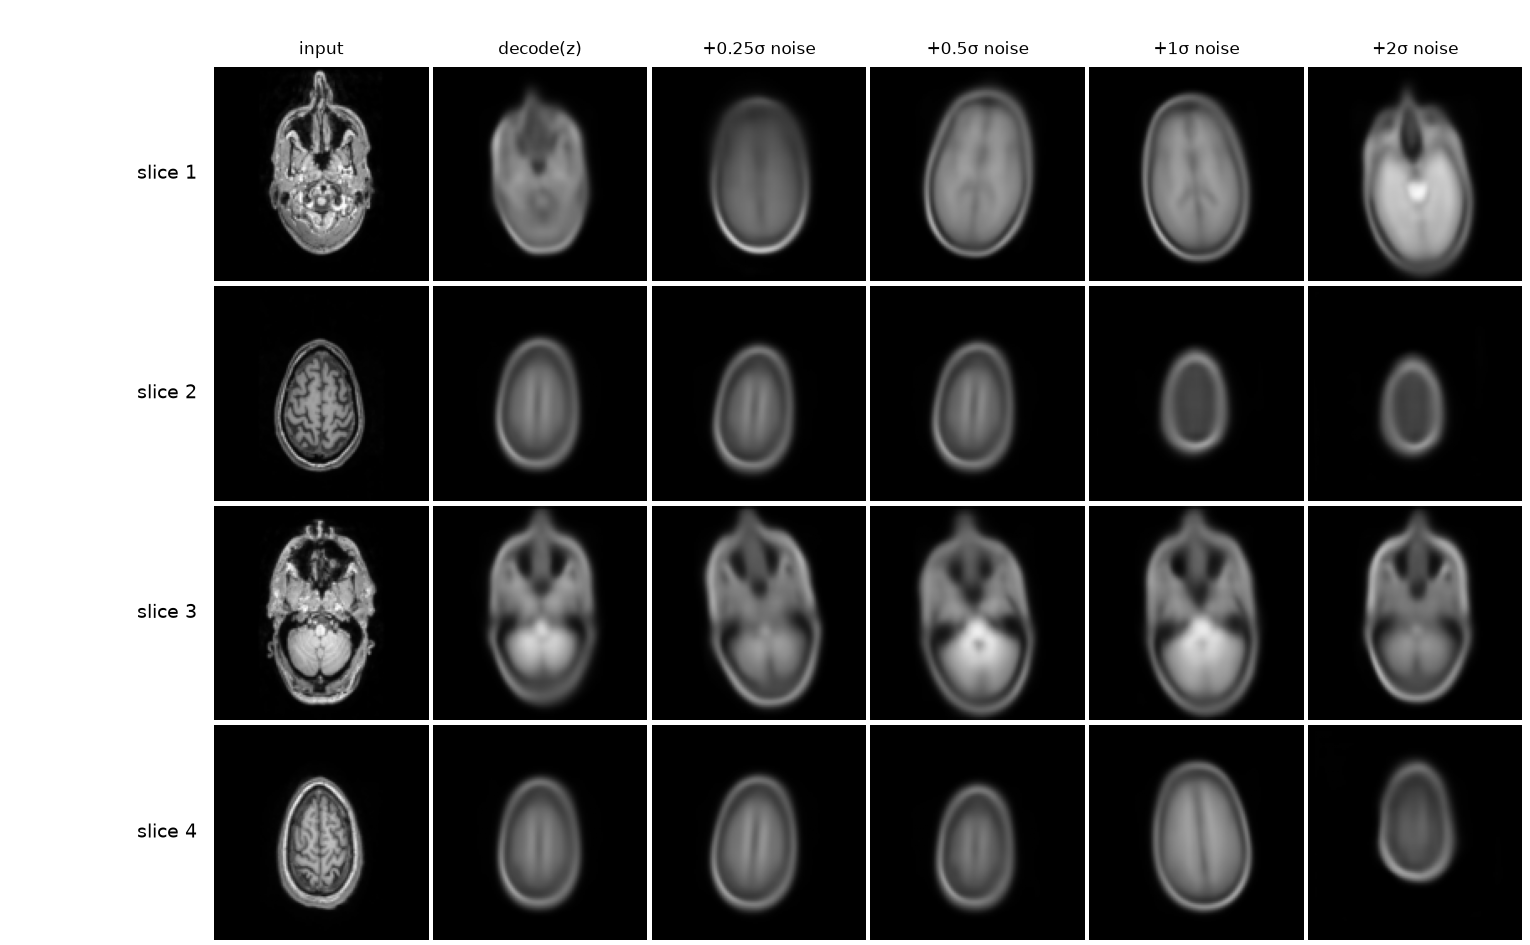 input decode(z) +0.25σ noise +0.5σ noise +1σ noise +2σ noise
slice 1
slice 2
slice 3
slice 4